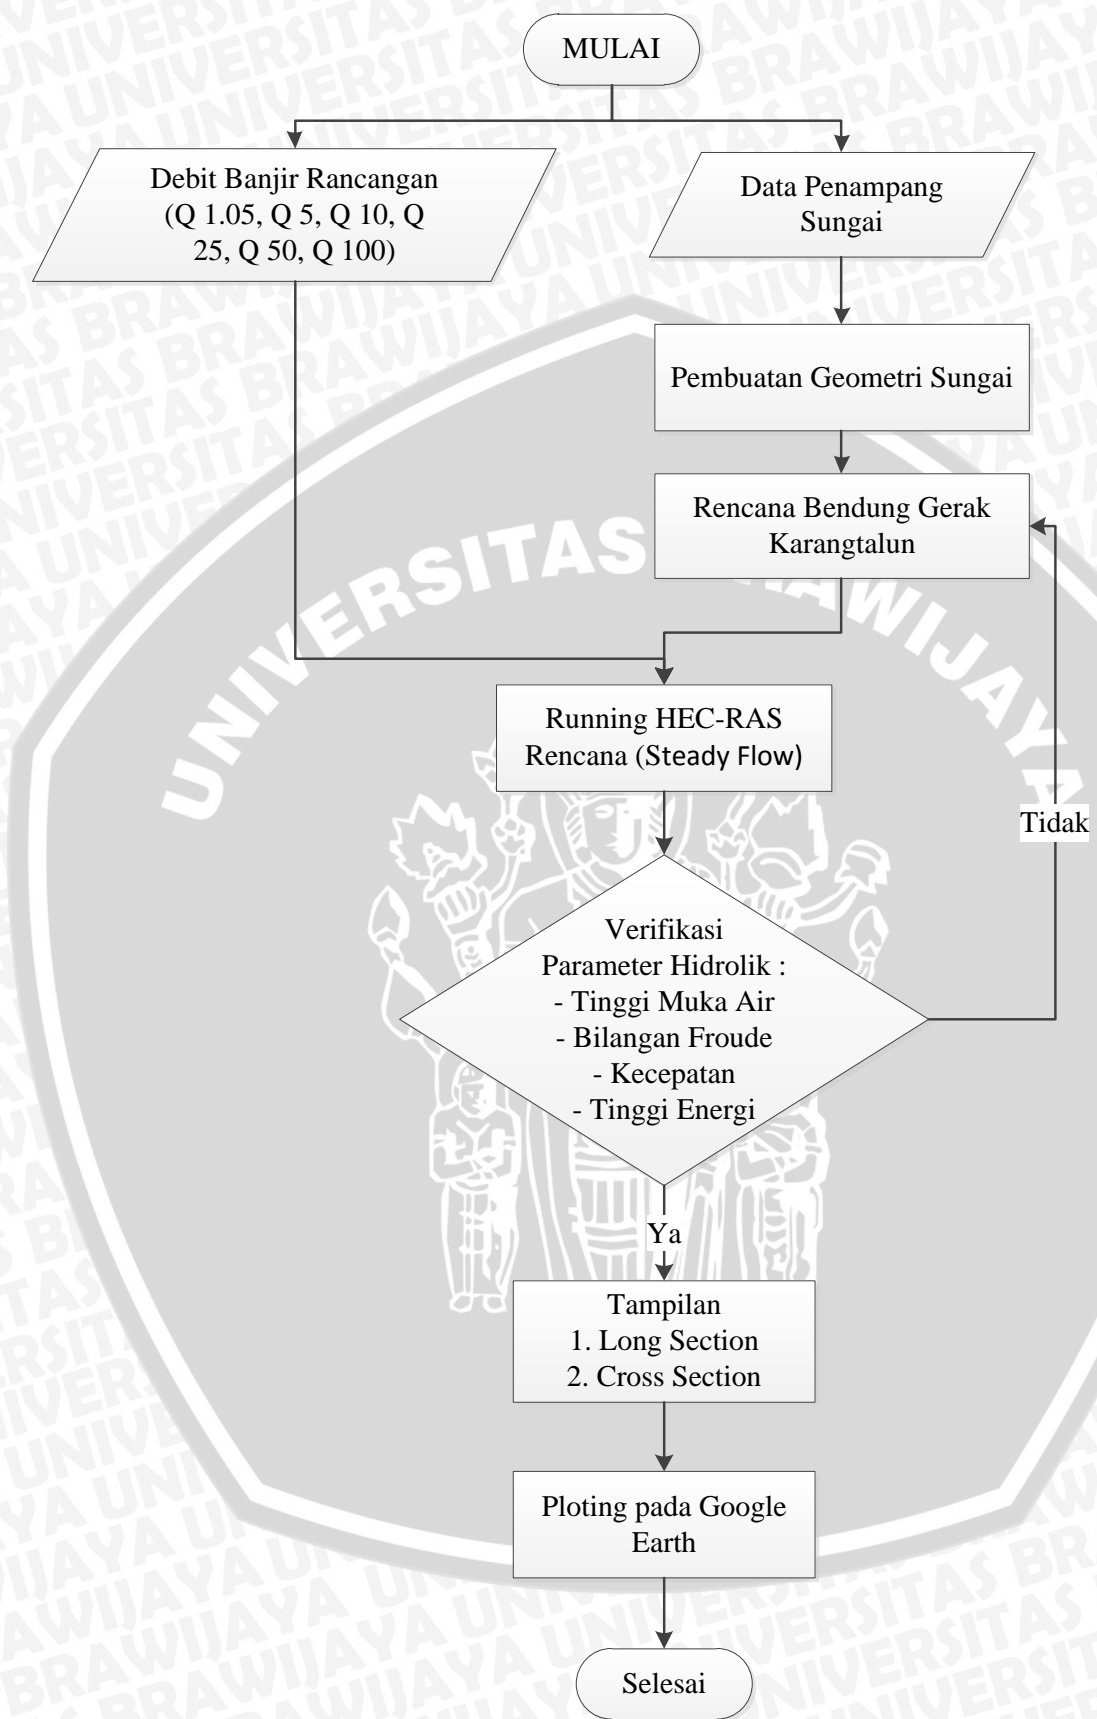 MULAI
Debit Banjir Rancangan
(Q 1.05, Q 5, Q 10, Q
25, Q 50, Q 100)
Data Penampang
Sungai
Pembuatan Geometri Sungai
Rencana Bendung Gerak
Karangtalun
Running HEC-RAS
Rencana (Steady Flow)
Tidak
Verifikasi
Parameter Hidrolik :
- Tinggi Muka Air
- Bilangan Froude
- Kecepatan
- Tinggi Energi
Ya
Tampilan
1. Long Section
2. Cross Section
Ploting pada Google
Earth
Selesai
UNIVERSITAS BRAWIJAYA